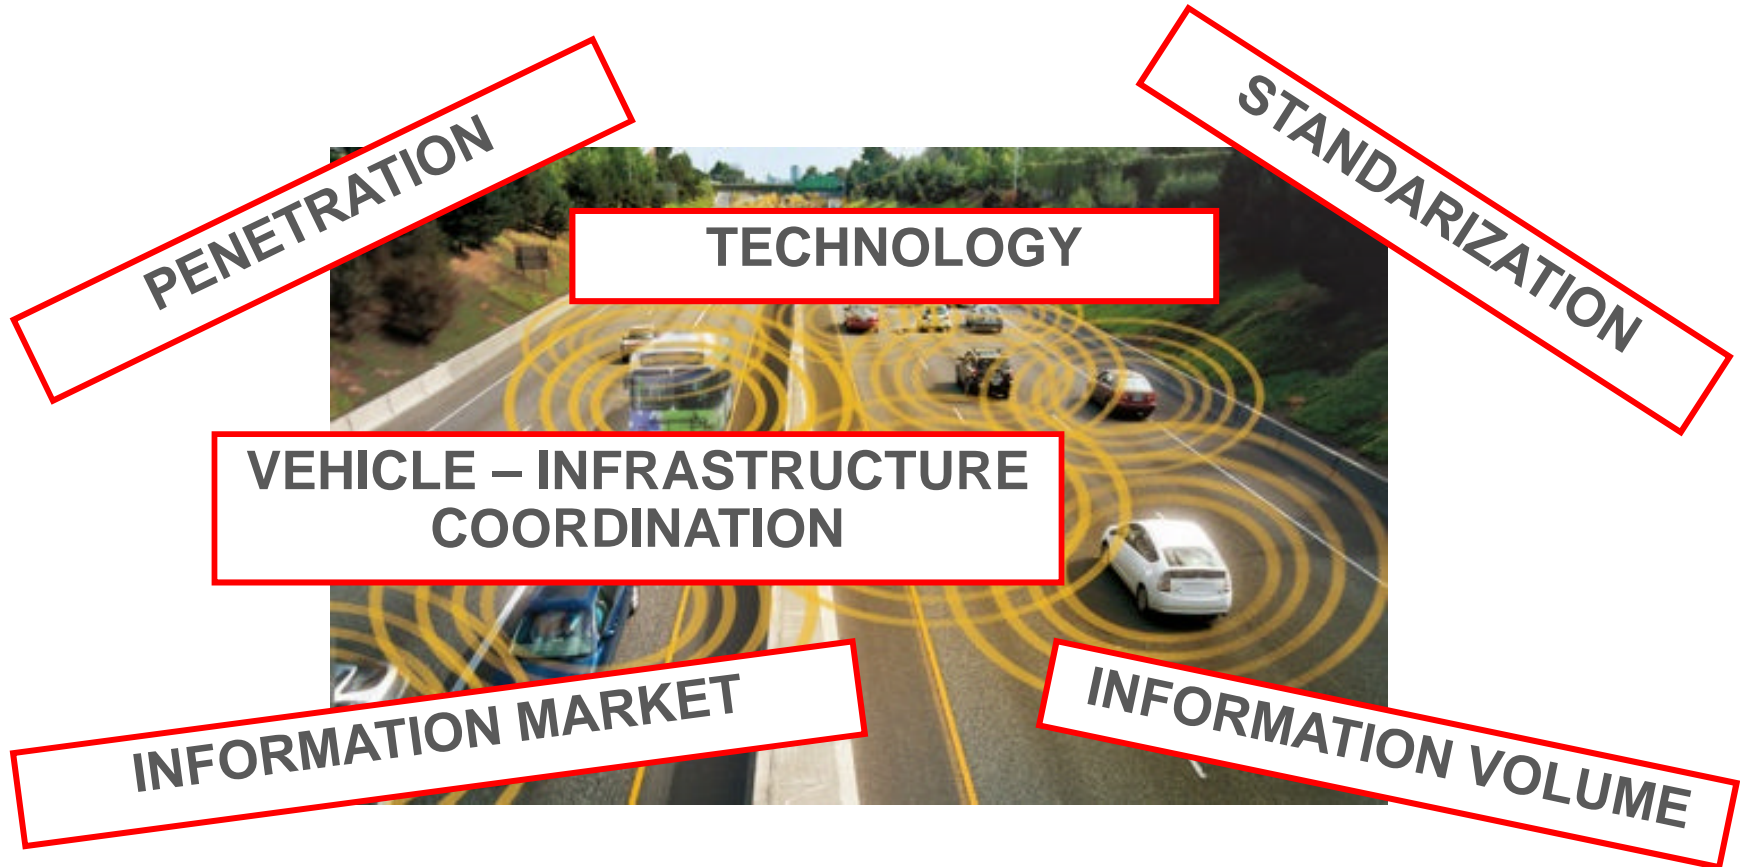 PENETRATION
STANDARIZATION
TECHNOLOGY
VEHICLE – INFRASTRUCTURE
COORDINATION
INFORMATION MARKET
INFORMATION VOLUME